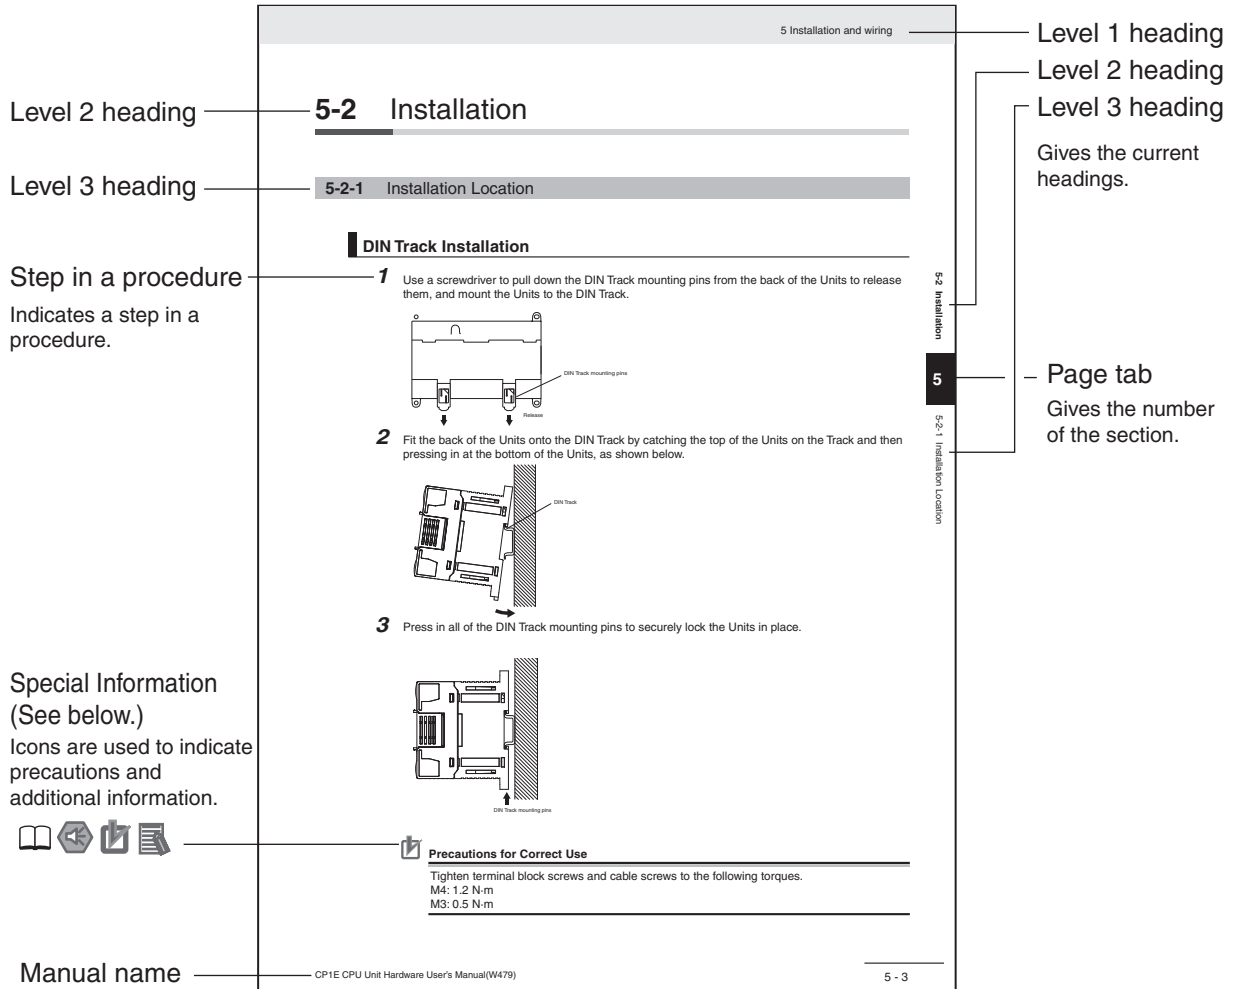 5 Installation and wiring
Level 1 heading
Level 2 heading
Level 3 heading
Gives the current
headings.
Level 2 heading
5-2 Installation
Level 3 heading
5-2-1 Installation Location
DIN Track Installation
Step in a procedure
Indicates a step in a
procedure.
1 Use a screwdriver to pull down the DIN Track mounting pins from the back of the Units to release
them, and mount the Units to the DIN Track.
DIN Track mounting pins
Release
5-2 Installation
5
5-2-1 Installation Location
Page tab
Gives the number
of the section.
2 Fit the back of the Units onto the DIN Track by catching the top of the Units on the Track and then
pressing in at the bottom of the Units, as shown below.
DIN Track
3 Press in all of the DIN Track mounting pins to securely lock the Units in place.
DIN Track mounting pins
Special Information
(See below.)
Icons are used to indicate
precautions and
additional information.
Precautions for Correct Use
Tighten terminal block screws and cable screws to the following torques.
M4: 1.2 N·m
M3: 0.5 N·m
Manual name
CP1E CPU Unit Hardware User's Manual(W479)
5 - 3